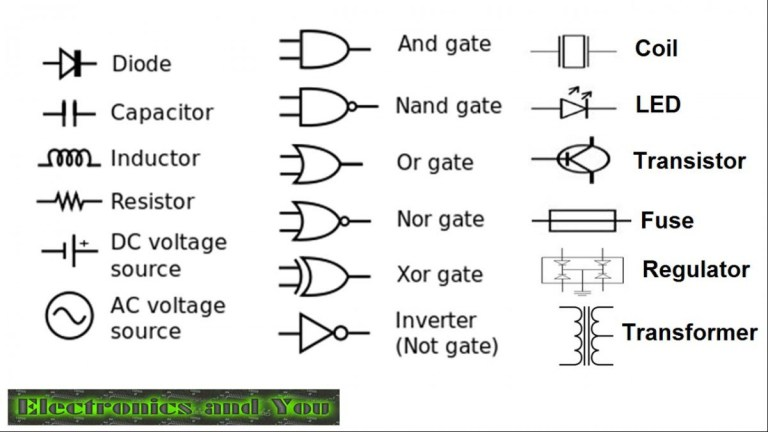 Diode
Capacitor
Inductor
Resistor
+
DC voltage
source
AC voltage
source
And gate
Nand gate
Or gate
Nor gate
Xor gate
Inverter
(Not gate)
Coil
LED
Transistor
Fuse
Regulator
Transformer
Electronics and You